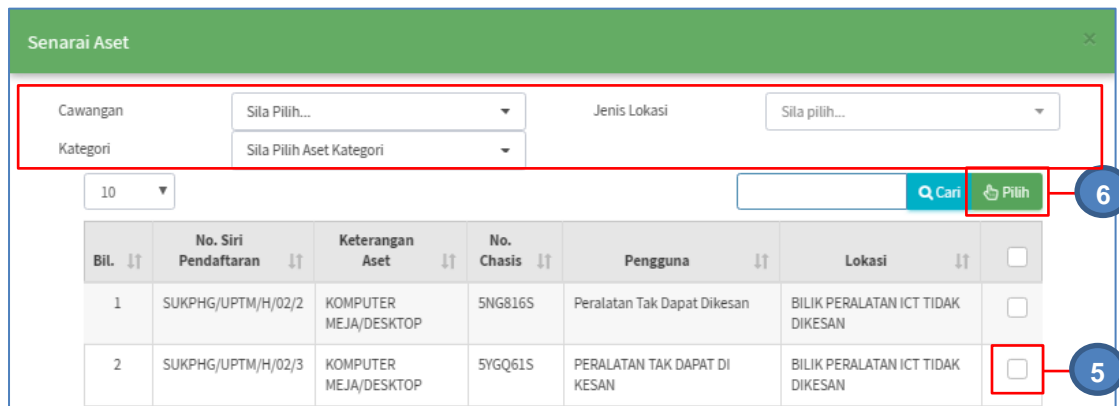 Senarai Aset ×
Cawangan Sila Pilih... Jenis Lokasi Sila pilih...
Kategori Sila Pilih Aset Kategori
10 Cari Pilih 6
Bil. No. Siri Pendaftaran Keterangan Aset No. Chasis Pengguna Lokasi
1 SUKPHG/UPTM/H/02/2 KOMPUTER MEJA/DESKTOP 5NG816S Peralatan Tak Dapat Dikesan BILIK PERALATAN ICT TIDAK DIKESAN
2 SUKPHG/UPTM/H/02/3 KOMPUTER MEJA/DESKTOP 5YGQ61S PERALATAN TAK DAPAT DI KESAN BILIK PERALATAN ICT TIDAK DIKESAN 5